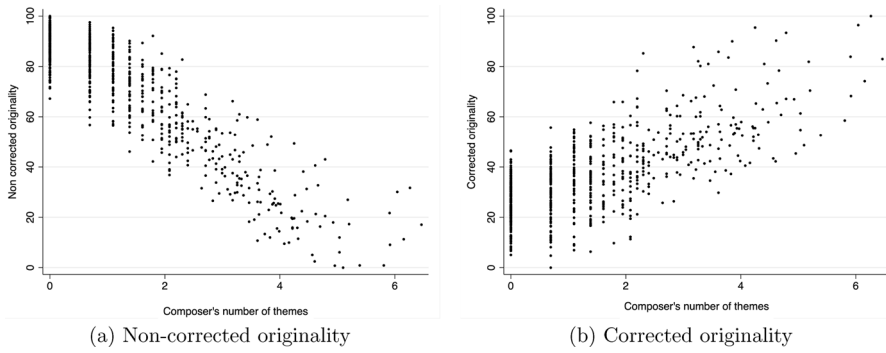 100
80
60
40
20
0
Non corrected originality
0 2 4 6
Composer's number of themes
(a) Non-corrected originality
100
80
60
40
20
0
Corrected originality
0 2 4 6
Composer's number of themes
(b) Corrected originality